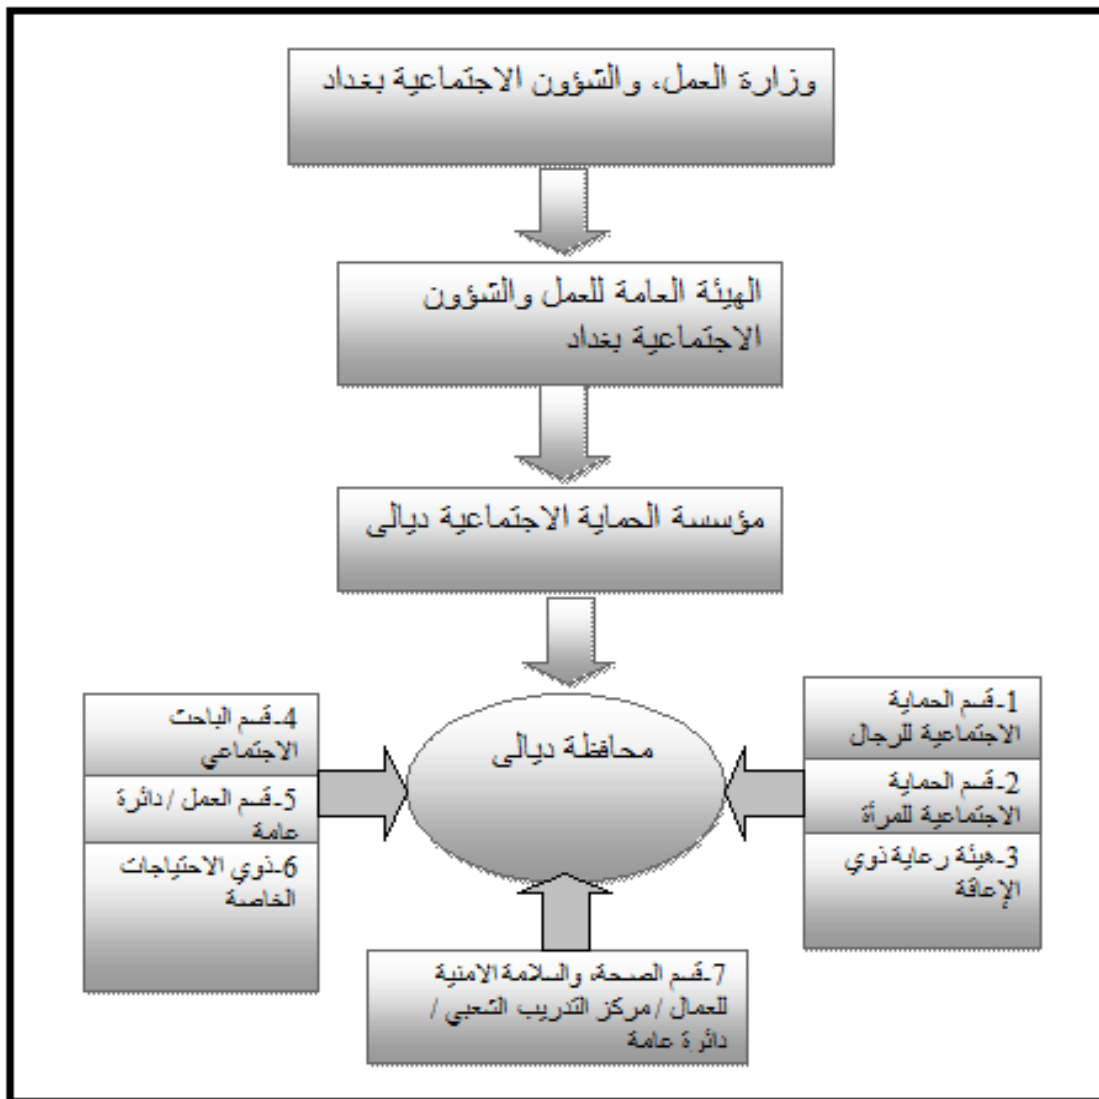 وزارة العمل، والشؤون الاجتماعية بغداد
الهيئة العامة للعمل والشؤون
الاجتماعية بغداد
مؤسسة الحماية الاجتماعية ديالى
محافظة ديالى
1-قسم الحماية
الاجتماعية للرجال
2-قسم الحماية
الاجتماعية للمرأة
3-هيئة رعاية ذوي
الإعاقة
4-قسم الباحث
الاجتماعي
5-قسم العمل / دائرة
عامة
6-ذوي الاحتياجات
الخاصة
7-قسم الصحة، والسلامة الامنية
للعمال / مركز التدريب الشعبي /
دائرة عامة